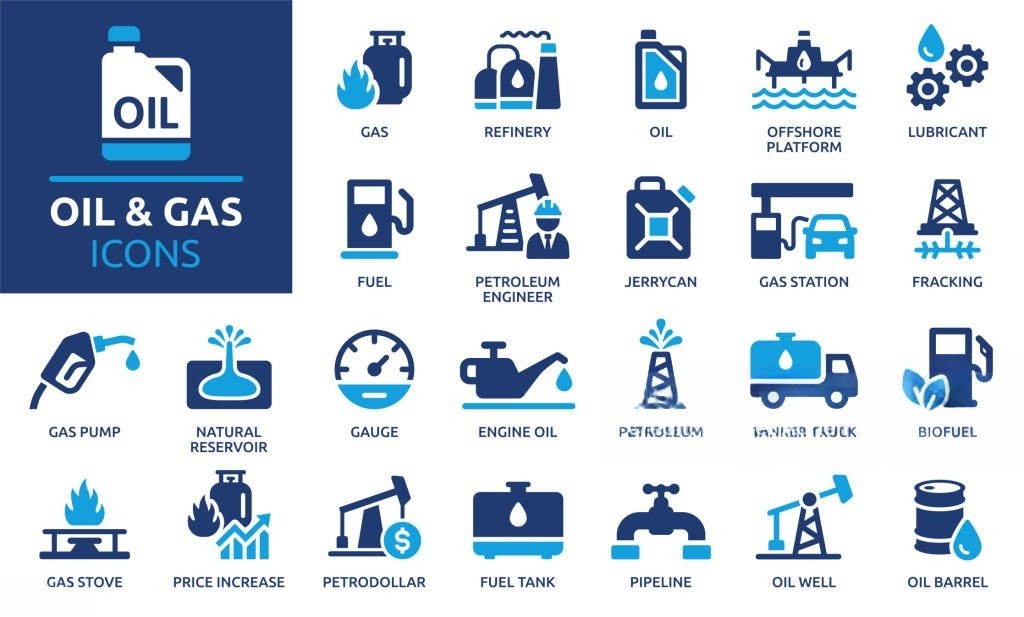 OIL
OIL & GAS
ICONS
GAS
REFINERY
OIL
OFFSHORE
PLATFORM
LUBRICANT
FUEL
PETROLEUM
ENGINEER
JERRYCAN
GAS STATION
FRACKING
GAS PUMP
NATURAL
RESERVOIR
GAUGE
ENGINE OIL
PETROLEUM
TANKER TRUCK
BIOFUEL
GAS STOVE
PRICE INCREASE
PETRODOLLAR
$
FUEL TANK
PIPELINE
OIL WELL
OIL BARREL